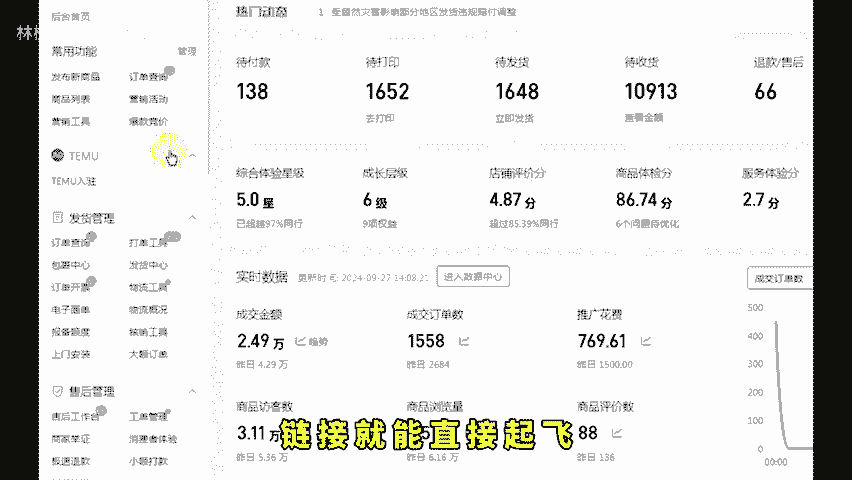 后台首页
热门动态
1 受自然灾害影响部分地区发货违规赔付调整
林
常用功能 管理
发布新商品 订单查询
商品列表 营销活动
营销工具 爆款竞价
TEMU
TEMU入驻
发货管理
订单查询 打单工具
包裹中心 发货中心
订单开票 物流工具
电子面单 物流概况
报备额度 核销工具
上门安装 大额订单
售后管理
售后工作台 工单管理
商家举证 消费者体验
极速退款 小额打款
待付款 待打印 待发货 待收货 退款/售后
138 1652 1648 10913 66
去打印 立即发货 查看金额
综合体验星级 成长层级 店铺评价分 商品体检分 服务体验分
5.0 星 6 级 4.87 分 86.74 分 2.7 分
已超越97%同行 9项权益 超过85.39%同行 6个问题待优化
实时数据 更新时间: 2024-09-27 14:08:21 进入数据中心
成交订单数
成交金额 成交订单数 推广花费
2.49 万 趋势 1558 769.61
昨日 4.29 万 昨日 2684 昨日 1500.00
商品访客数 商品浏览量 商品评价数
3.11 万 88
昨日 5.36 万 昨日 6.16 万 昨日 136
500
400
300
200
100
0
00:00
链接就能直接起飞